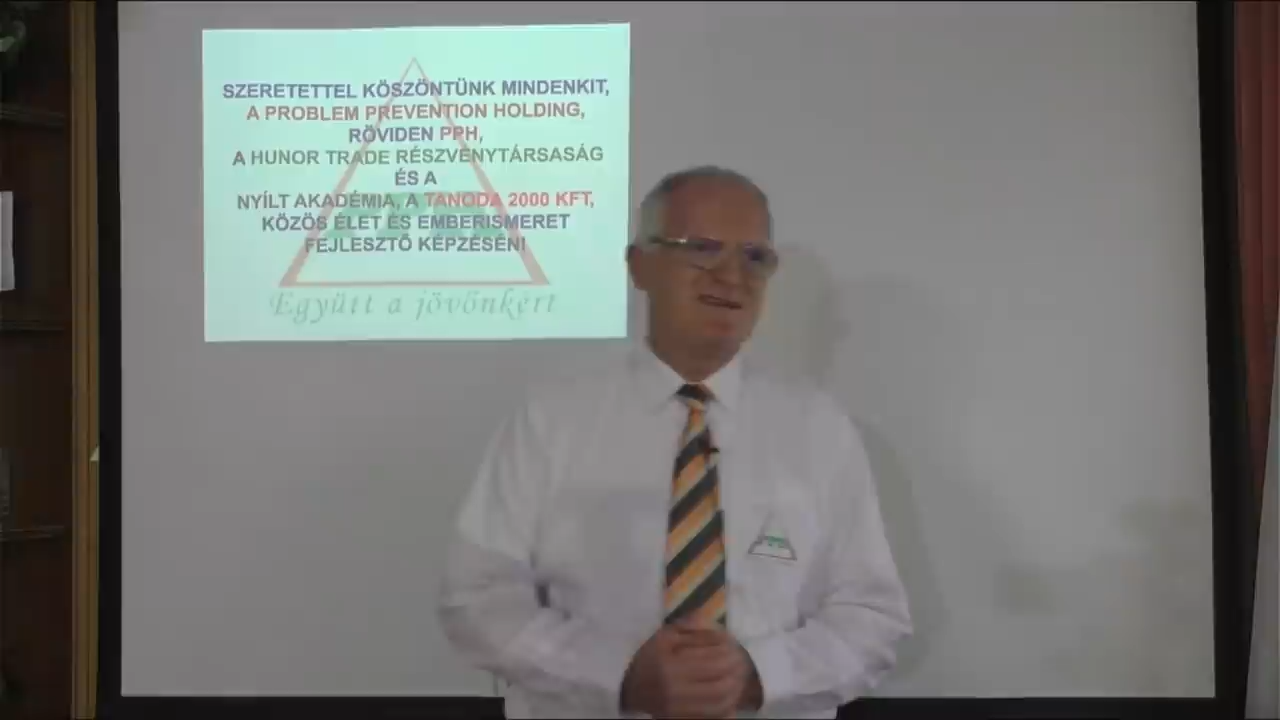 SZERETETTEL KÖSZÖNTÜNK MINDENKIT,
A PROBLEM PREVENTION HOLDING,
RÖVIDEN PPH,
A HUNOR TRADE RÉSZVÉNYTÁRSASÁG
ÉS A
NYÍLT AKADÉMIA, A TANODA 2000 KFT,
KÖZÖS ÉLET ÉS EMBERISMERET
FEJLESZTŐ KÉPZÉSÉN!
Együtt a jövőnkért